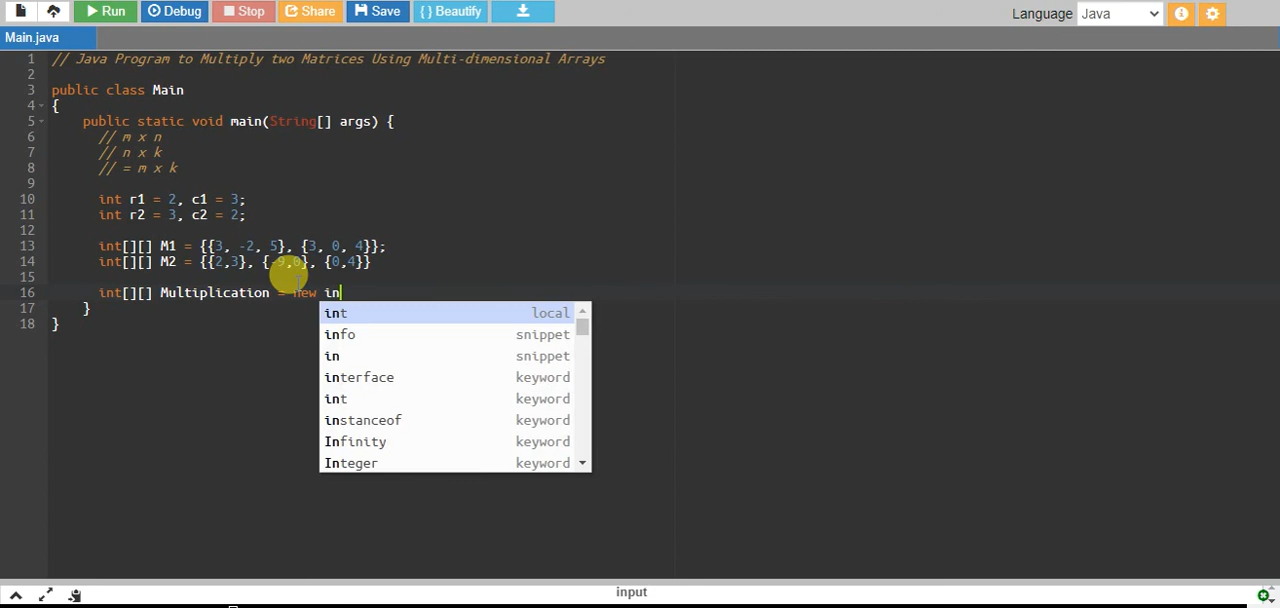 Run Debug Stop Share Save { } Beautify Language Java
Main.java
1 // Java Program to Multiply two Matrices Using Multi-dimensional Arrays
2
3 public class Main
4 {
5 public static void main(String[] args) {
6 // m x n
7 // n x k
8 // = m x k
9
10 int r1 = 2, c1 = 3;
11 int r2 = 3, c2 = 2;
12
13 int[][] M1 = {{3, -2, 5}, {3, 0, 4}};
14 int[][] M2 = {{2,3}, {-9,0}, {0,4}}
15
16 int[][] Multiplication = new in
17 }
18 }
int local
info snippet
in snippet
interface keyword
int keyword
instanceof keyword
Infinity keyword
Integer keyword
input